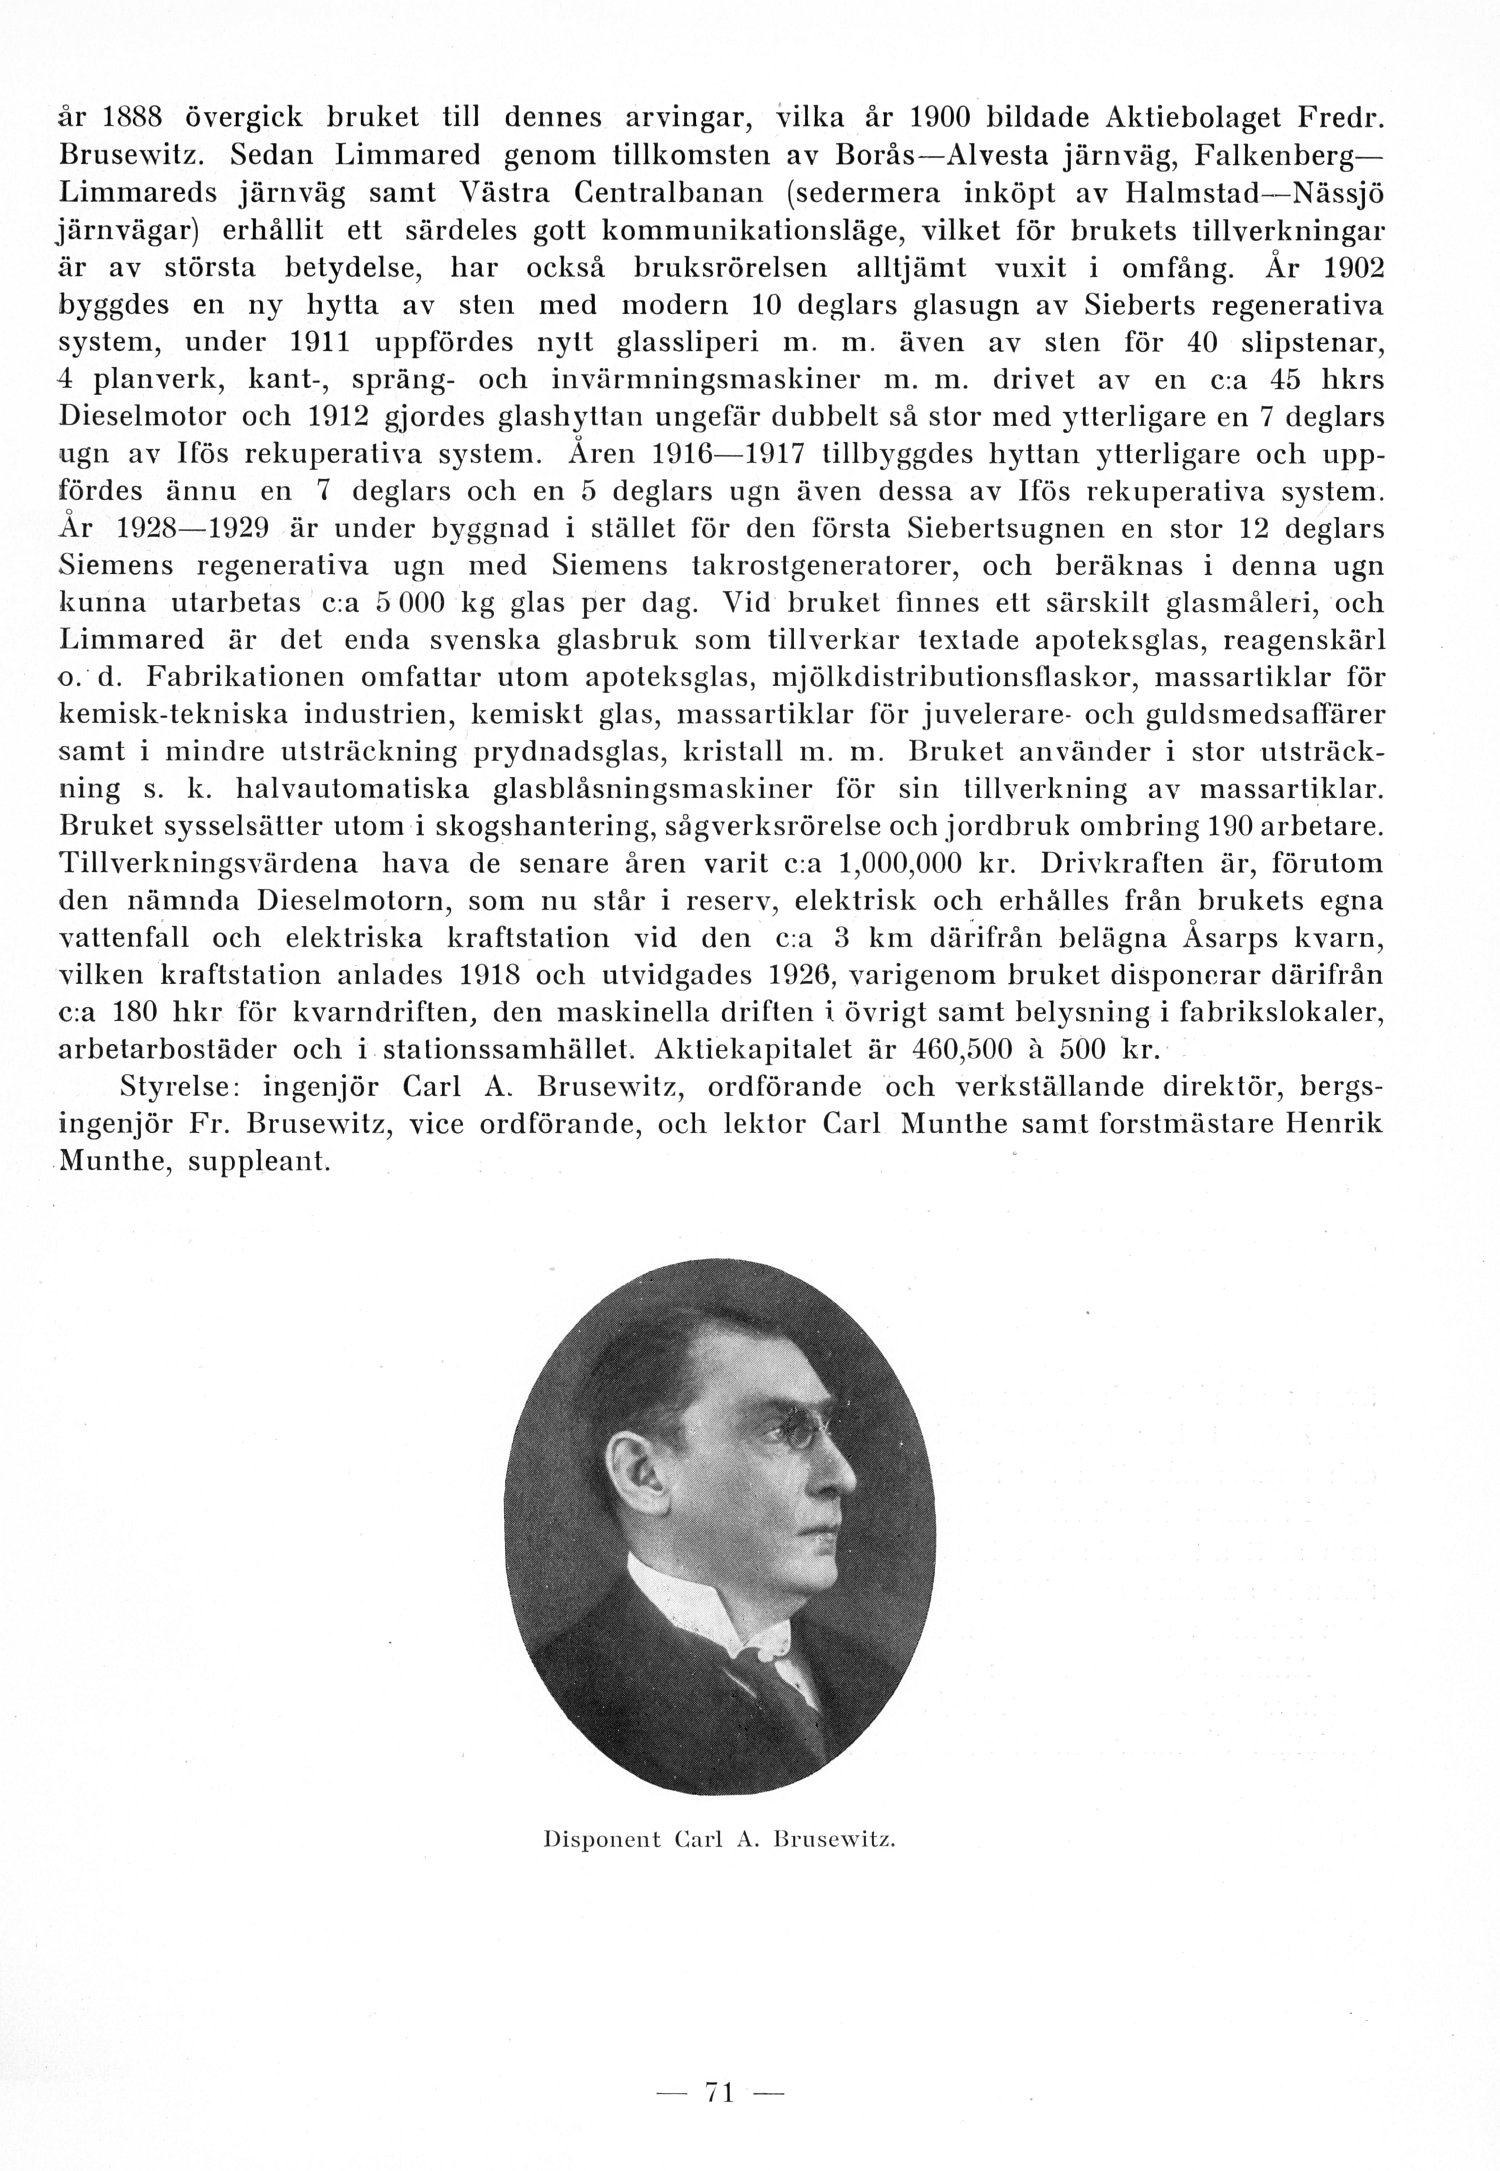 år 1888 övergick bruket till dennes arvingar, vilka år 1900 bildade Aktiebolaget Fredr.
Brusewitz. Sedan Limmared genom tillkomsten av Borås—Alvesta järnväg, Falkenberg—
Limmareds järnväg samt Västra Centralbanan (sedermera inköpt av Halmstad—Nässjö
järnvägar) erhållit ett särdeles gott kommunikationsläge, vilket för brukets tillverkningar
är av största betydelse, har också bruksrörelsen alltjämt vuxit i omfång. År 1902
byggdes en ny hytta av sten med modern 10 deglars glasugn av Sieberts regenerativa
system, under 1911 uppfördes nytt glassliperi m. m. även av sten för 40 slipstenar,
4 planverk, kant-, spräng- och invärmningsmaskiner m. m. drivet av en c:a 45 hkrs
Dieselmotor och 1912 gjordes glashyttan ungefär dubbelt så stor med ytterligare en 7 deglars
ugn av Ifös rekuperativa system. Åren 1916—1917 tillbyggdes hyttan ytterligare och upp-
fördes ännu en 7 deglars och en 5 deglars ugn även dessa av Ifös rekuperativa system.
År 1928—1929 är under byggnad i stället för den första Siebertsugnen en stor 12 deglars
Siemens regenerativa ugn med Siemens takrostgeneratorer, och beräknas i denna ugn
kunna utarbetas c:a 5 000 kg glas per dag. Vid bruket finnes ett särskilt glasmåleri, och
Limmared är det enda svenska glasbruk som tillverkar textade apoteksglas, reagenskärl
o. d. Fabrikationen omfattar utom apoteksglas, mjölkdistributionsflaskor, massartiklar för
kemisk-tekniska industrien, kemiskt glas, massartiklar för juvelerare- och guldsmedsaffärer
samt i mindre utsträckning prydnadsglas, kristall m. m. Bruket använder i stor utsträck-
ning s. k. halvautomatiska glasblåsningsmaskiner för sin tillverkning av massartiklar.
Bruket sysselsätter utom i skogshantering, sågverksrörelse och jordbruk ombring 190 arbetare.
Tillverkningsvärdena hava de senare åren varit c:a 1,000,000 kr. Drivkraften är, förutom
den nämnda Dieselmotorn, som nu står i reserv, elektrisk och erhålles från brukets egna
vattenfall och elektriska kraftstation vid den c:a 3 km därifrån belägna Åsarps kvarn,
vilken kraftstation anlades 1918 och utvidgades 1926, varigenom bruket disponerar därifrån
c:a 180 hkr för kvarndriften, den maskinella driften i övrigt samt belysning i fabrikslokaler,
arbetarbostäder och i stationssamhället. Aktiekapitalet är 460,500 à 500 kr.
Styrelse: ingenjör Carl A. Brusewitz, ordförande och verkställande direktör, bergs-
ingenjör Fr. Brusewitz, vice ordförande, och lektor Carl Munthe samt forstmästare Henrik
Munthe, suppleant.
Disponent Carl A. Brusewitz.
— 71 —